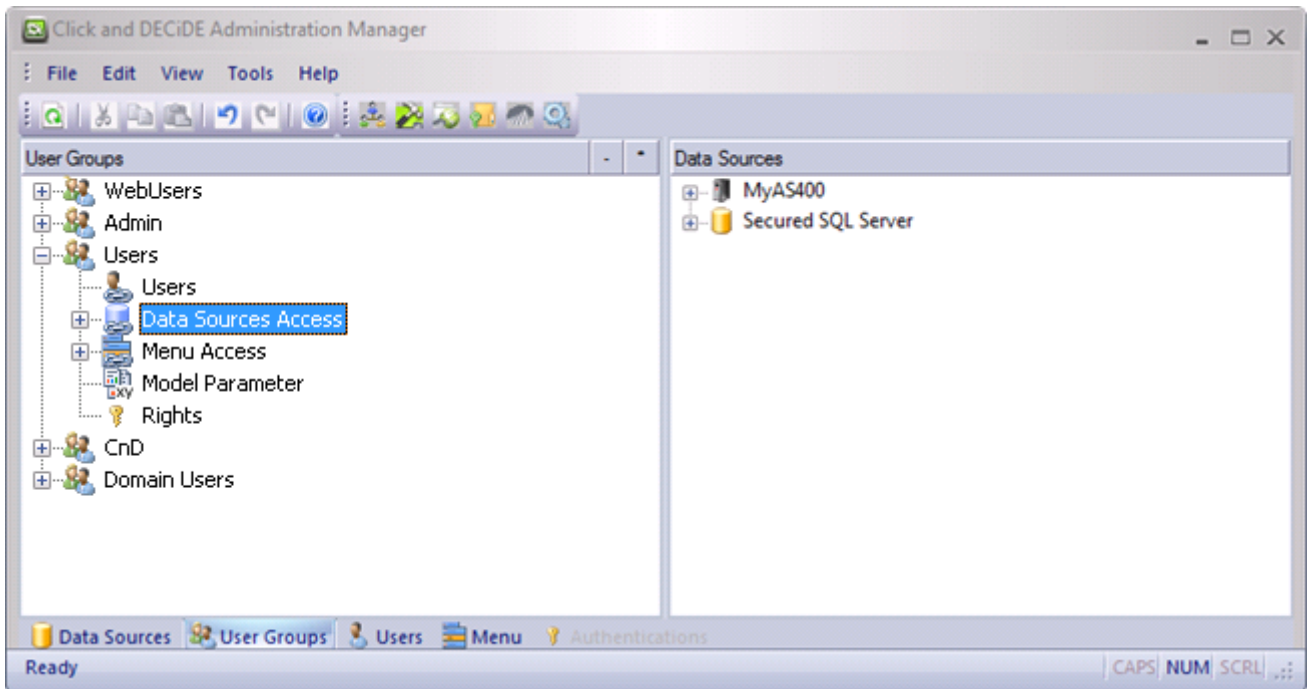 Click and DECiDE Administration Manager
File Edit View Tools Help
User Groups - * Data Sources
WebUsers
Admin
Users
Users
Data Sources Access
Menu Access
Model Parameter
Rights
CnD
Domain Users
MyAS400
Secured SQL Server
Data Sources User Groups Users Menu Authentications
Ready CAPS NUM SCRL